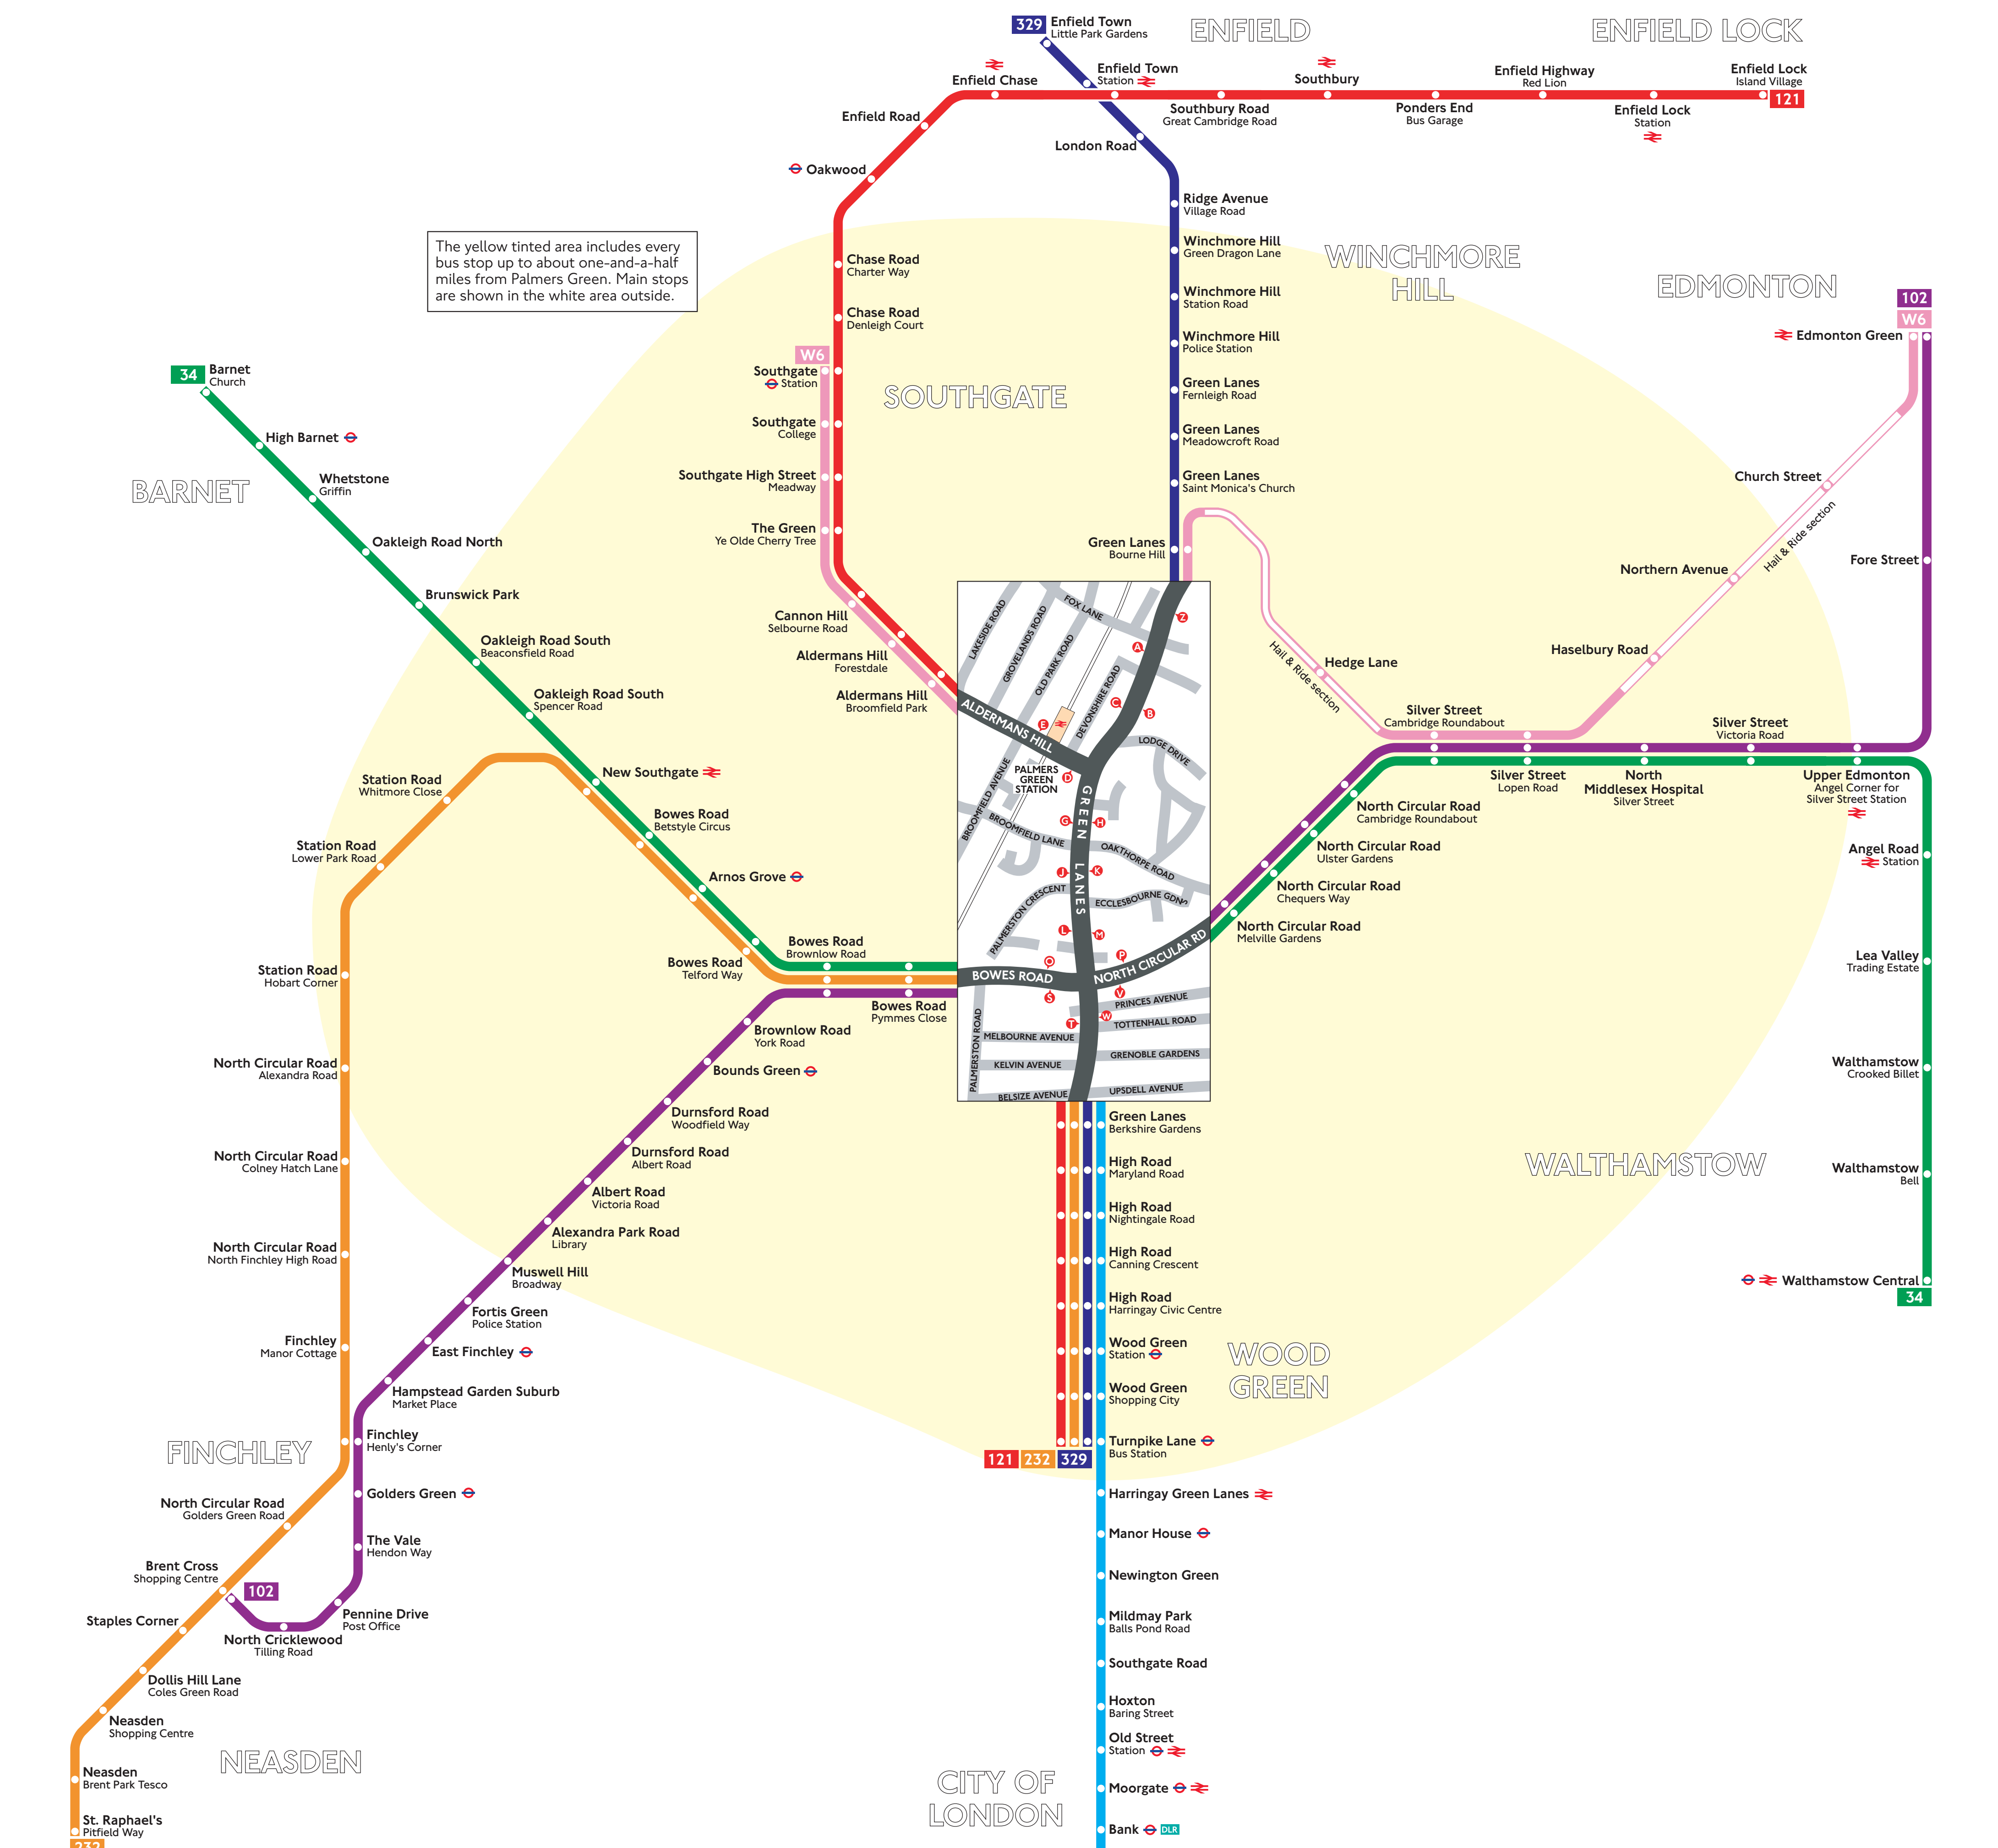 329
Enfield Town
Little Park Gardens
ENFIELD
ENFIELD LOCK
Enfield Chase
Enfield Town
Station
Southbury
Enfield Highway
Red Lion
Enfield Lock
Island Village
121
Southbury Road
Great Cambridge Road
Ponders End
Bus Garage
Enfield Lock
Station
Enfield Road
London Road
Oakwood
Ridge Avenue
Village Road
The yellow tinted area includes every
bus stop up to about one-and-a-half
miles from Palmers Green. Main stops
are shown in the white area outside.
Chase Road
Charter Way
Winchmore Hill
Green Dragon Lane
WINCHMORE
HILL
EDMONTON
102
W6
Edmonton Green
Chase Road
Denleigh Court
Winchmore Hill
Station Road
Winchmore Hill
Police Station
W6
Southgate
Station
34
Barnet
Church
SOUTHGATE
Green Lanes
Fernleigh Road
Southgate
College
Green Lanes
Meadowcroft Road
High Barnet
Whetstone
Griffin
BARNET
Southgate High Street
Meadway
Green Lanes
Saint Monica's Church
Church Street
Hail & Ride section
The Green
Ye Olde Cherry Tree
Green Lanes
Bourne Hill
Oakleigh Road North
Northern Avenue
Fore Street
Brunswick Park
Cannon Hill
Selbourne Road
Oakleigh Road South
Beaconsfield Road
Aldermans Hill
Forestdale
Hedge Lane
Hail & Ride section
Haselbury Road
Oakleigh Road South
Spencer Road
Aldermans Hill
Broomfield Park
LAKESIDE ROAD
GROVELANDS ROAD
OLD PARK ROAD
FOX LANE
Z
A
DEVONSHIRE ROAD
C
B
E
ALDERMANS HILL
LODGE DRIVE
PALMERS
GREEN
STATION
D
BROOMFIELD AVENUE
GREEN LANES
G
H
BROOMFIELD LANE
OAKTHORPE ROAD
J
K
PALMERSTON CRESCENT
ECCLESBOURNE GDNS
L
M
O
P
BOWES ROAD
NORTH CIRCULAR RD
S
V
PRINCES AVENUE
T
W
TOTTENHALL ROAD
PALMERSTON ROAD
MELBOURNE AVENUE
GRENOBLE GARDENS
KELVIN AVENUE
UPSDELL AVENUE
BELSIZE AVENUE
Silver Street
Cambridge Roundabout
Silver Street
Victoria Road
Silver Street
Lopen Road
North
Middlesex Hospital
Silver Street
Upper Edmonton
Angel Corner for
Silver Street Station
North Circular Road
Cambridge Roundabout
North Circular Road
Ulster Gardens
North Circular Road
Chequers Way
North Circular Road
Melville Gardens
Angel Road
Station
Lea Valley
Trading Estate
Walthamstow
Crooked Billet
WALTHAMSTOW
Walthamstow
Bell
Walthamstow Central
34
New Southgate
Station Road
Whitmore Close
Bowes Road
Betstyle Circus
Station Road
Lower Park Road
Arnos Grove
Bowes Road
Brownlow Road
Bowes Road
Telford Way
Bowes Road
Pymmes Close
Station Road
Hobart Corner
Brownlow Road
York Road
Bounds Green
North Circular Road
Alexandra Road
Durnsford Road
Woodfield Way
Durnsford Road
Albert Road
North Circular Road
Colney Hatch Lane
Albert Road
Victoria Road
Alexandra Park Road
Library
North Circular Road
North Finchley High Road
Muswell Hill
Broadway
Fortis Green
Police Station
Finchley
Manor Cottage
East Finchley
Hampstead Garden Suburb
Market Place
FINCHLEY
Finchley
Henly's Corner
Golders Green
North Circular Road
Golders Green Road
The Vale
Hendon Way
Brent Cross
Shopping Centre
102
Pennine Drive
Post Office
Staples Corner
North Cricklewood
Tilling Road
Dollis Hill Lane
Coles Green Road
Neasden
Shopping Centre
NEASDEN
Neasden
Brent Park Tesco
St. Raphael's
Pitfield Way
232
Green Lanes
Berkshire Gardens
High Road
Maryland Road
High Road
Nightingale Road
High Road
Canning Crescent
High Road
Harringay Civic Centre
Wood Green
Station
WOOD
GREEN
Wood Green
Shopping City
Turnpike Lane
Bus Station
121
232
329
Harringay Green Lanes
Manor House
Newington Green
Mildmay Park
Balls Pond Road
Southgate Road
Hoxton
Baring Street
Old Street
Station
CITY OF
LONDON
Moorgate
Bank
DLR